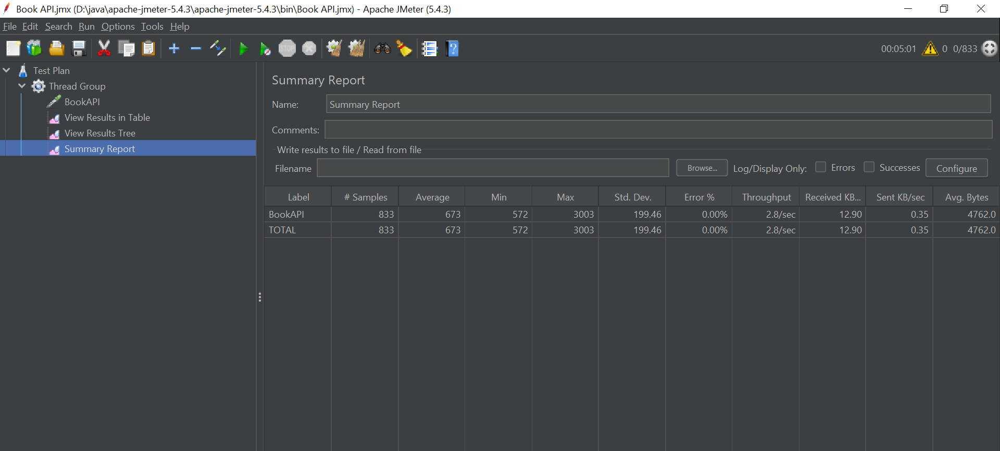 Book API.jmx (D:\java\apache-jmeter-5.4.3\apache-jmeter-5.4.3\bin\Book API.jmx) - Apache JMeter (5.4.3)
File Edit Search Run Options Tools Help
STOP
00:05:01 0 0/833
Test Plan
Thread Group
BookAPI
View Results in Table
View Results Tree
Summary Report
Summary Report
Name: Summary Report
Comments:
Write results to file / Read from file
Filename Browse... Log/Display Only: Errors Successes Configure
Label # Samples Average Min Max Std. Dev. Error % Throughput Received KB... Sent KB/sec Avg. Bytes
BookAPI 833 673 572 3003 199.46 0.00% 2.8/sec 12.90 0.35 4762.0
TOTAL 833 673 572 3003 199.46 0.00% 2.8/sec 12.90 0.35 4762.0